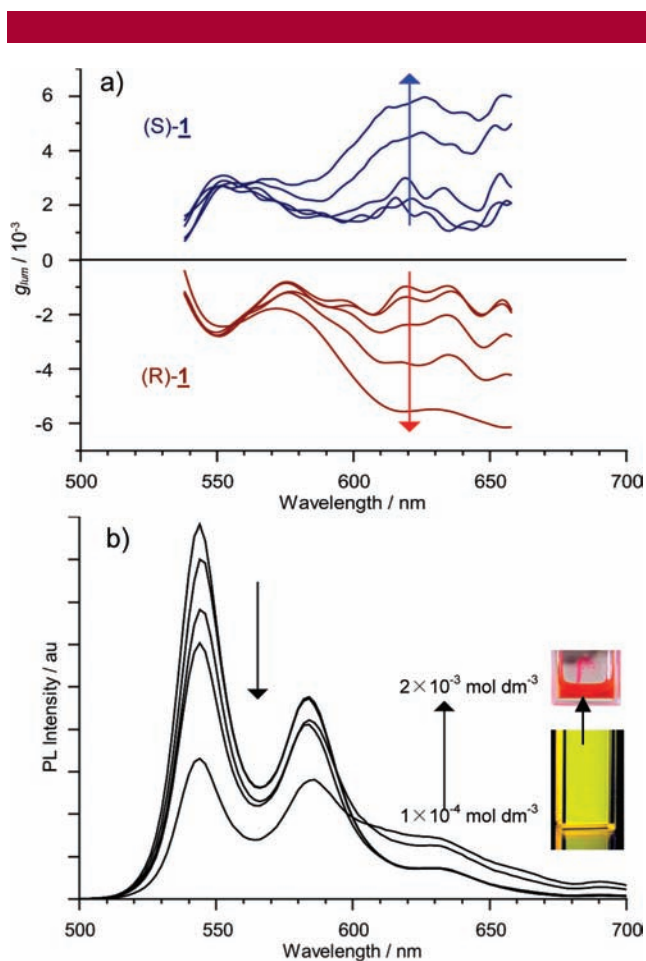 a)
6
(S)-1
4
2
0
g_lum / 10^-3
-2
(R)-1
-4
-6
500 550 600 650 700
Wavelength / nm
b)
PL Intensity / au
2×10^-3 mol dm^-3
1×10^-4 mol dm^-3
500 550 600 650 700
Wavelength / nm